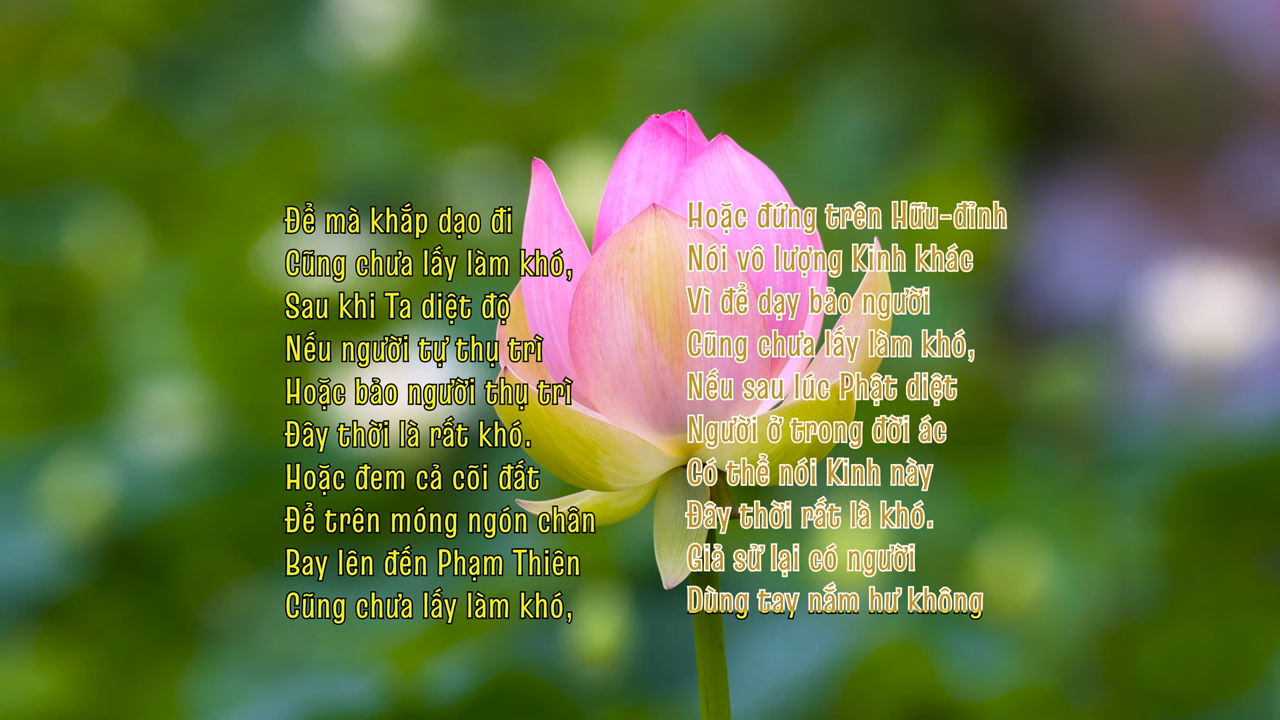 Để mà khắp dạo đi
Cũng chưa lấy làm khó,
Sau khi Ta diệt độ
Nếu người tự thụ trì
Hoặc bảo người thụ trì
Đây thời là rất khó.
Hoặc đem cả cõi đất
Để trên móng ngón chân
Bay lên đến Phạm Thiên
Cũng chưa lấy làm khó,
Hoặc đứng trên Hữu-đỉnh
Nói vô lượng Kinh khác
Vì để dạy bảo người
Cũng chưa lấy làm khó,
Nếu sau lúc Phật diệt
Người ở trong đời ác
Có thể nói Kinh này
Đây thời rất là khó.
Giả sử lại có người
Dùng tay nắm hư không